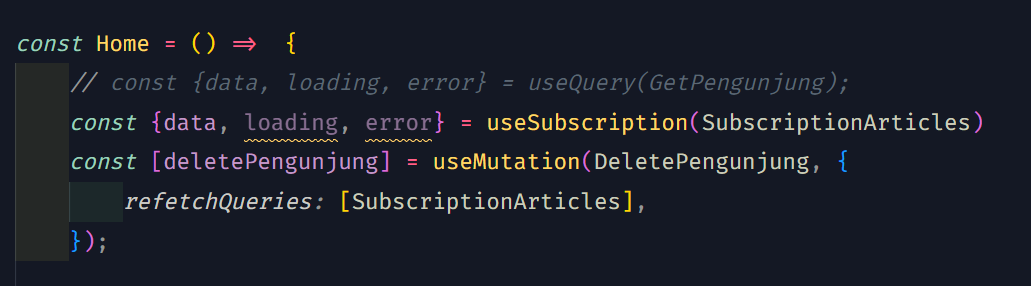 const Home = () => {
// const {data, loading, error} = useQuery(GetPengunjung);
const {data, loading, error} = useSubscription(SubscriptionArticles)
const [deletePengunjung] = useMutation(DeletePengunjung, {
refetchQueries: [SubscriptionArticles],
});